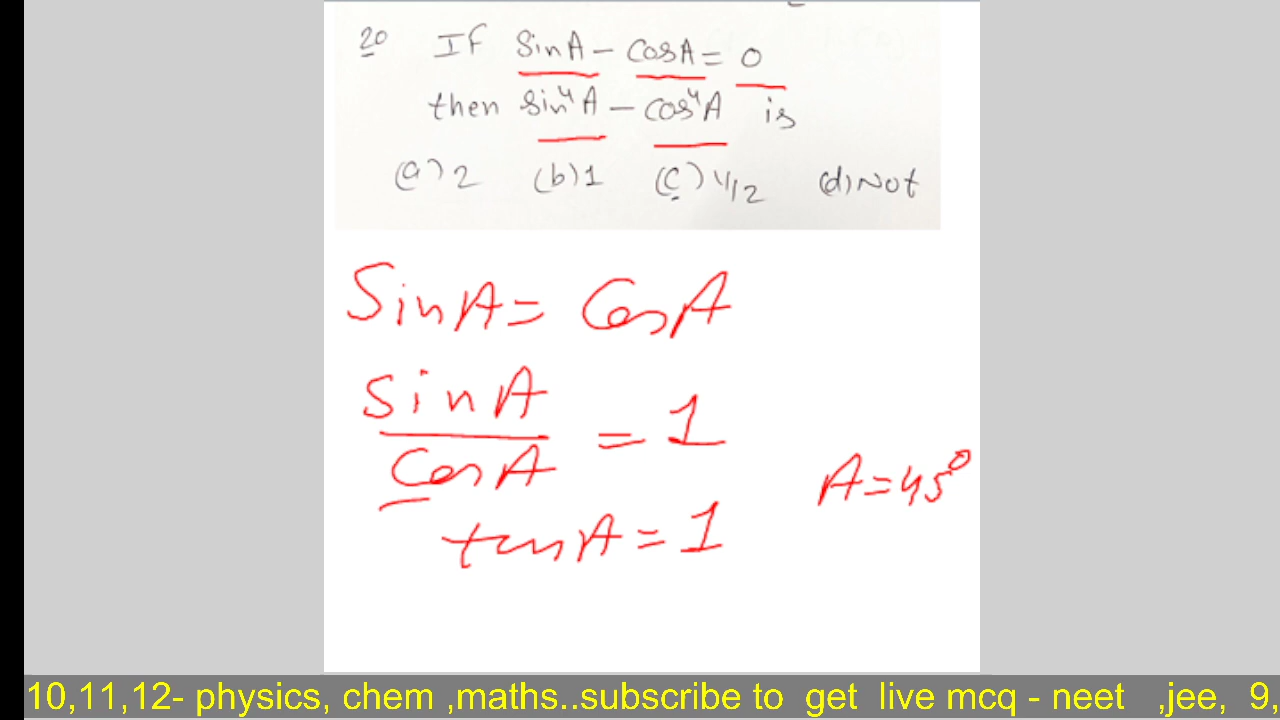 20 If sinA - cosA = 0
then sin⁴A - cos⁴A is
(a) 2 (b) 1 (c) 1/12 (d) Not
SinA = CosA
sinA/cosA = 1
A = 45°
tanA = 1
10,11,12- physics, chem ,maths..subscribe to get live mcq - neet ,jee, 9,